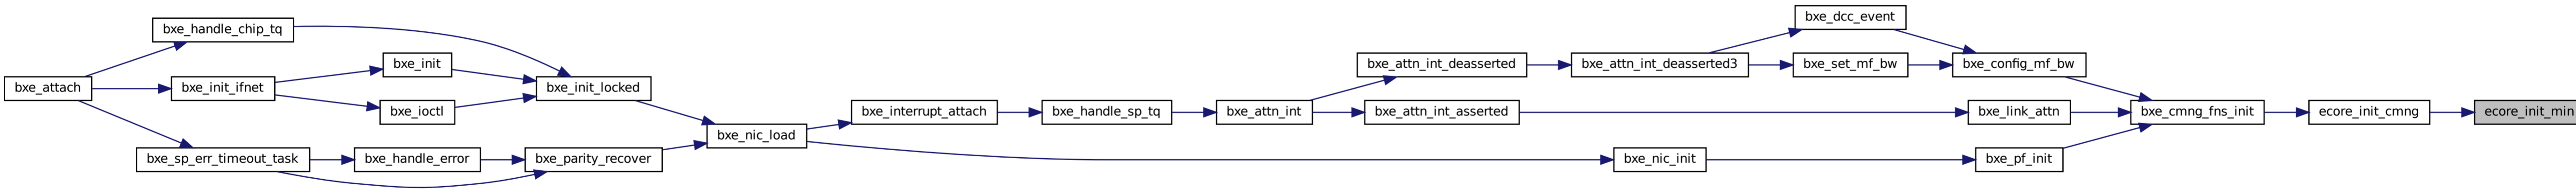 bxe_attach
bxe_handle_chip_tq
bxe_init_ifnet
bxe_sp_err_timeout_task
bxe_init
bxe_ioctl
bxe_handle_error
bxe_init_locked
bxe_parity_recover
bxe_nic_load
bxe_interrupt_attach
bxe_handle_sp_tq
bxe_attn_int
bxe_attn_int_deasserted
bxe_attn_int_asserted
bxe_attn_int_deasserted3
bxe_nic_init
bxe_dcc_event
bxe_set_mf_bw
bxe_config_mf_bw
bxe_link_attn
bxe_pf_init
bxe_cmng_fns_init
ecore_init_cmng
ecore_init_min